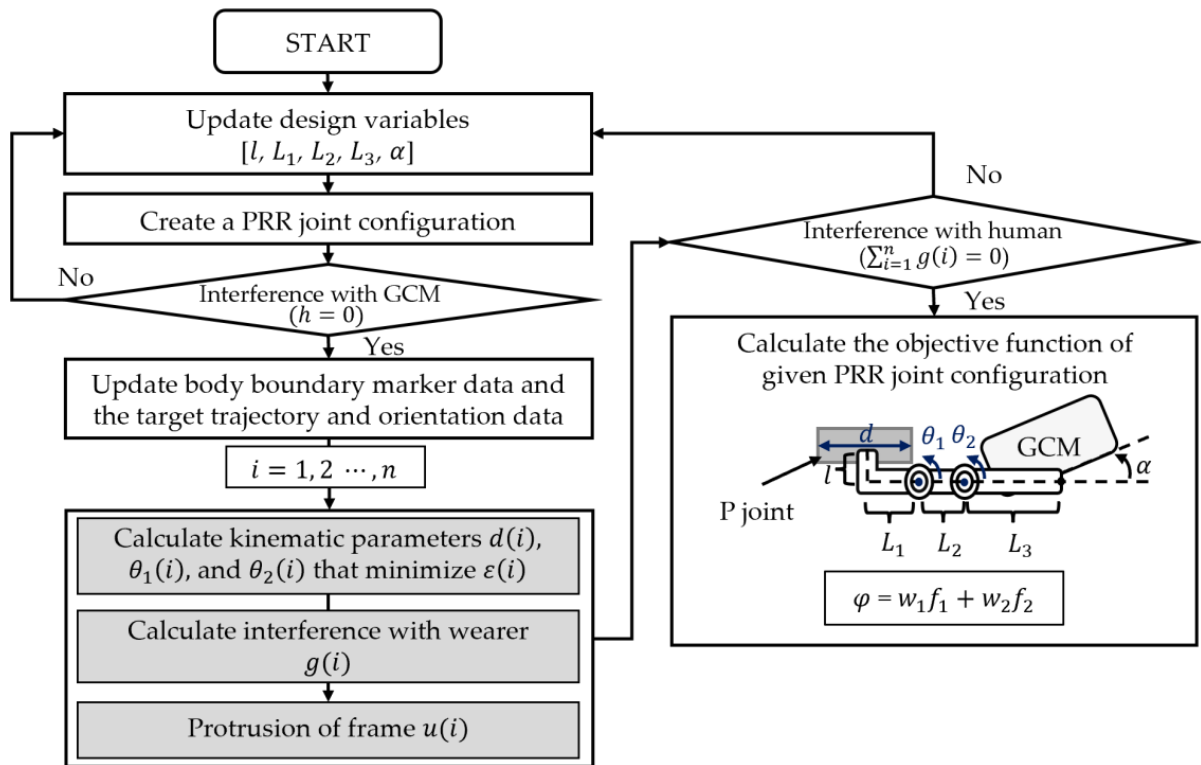 START
Update design variables
[l, L₁, L₂, L₃, α]
Create a PRR joint configuration
No
Interference with GCM
(h = 0)
Yes
Update body boundary marker data and
the target trajectory and orientation data
i = 1,2 ⋯, n
Calculate kinematic parameters d(i),
θ₁(i), and θ₂(i) that minimize ε(i)
Calculate interference with wearer
g(i)
Protrusion of frame u(i)
No
Interference with human
(∑ⁿᵢ₌₁ g(i) = 0)
Yes
Calculate the objective function of
given PRR joint configuration
d
θ₁ θ₂
GCM
l
α
P joint
L₁ L₂ L₃
φ = w₁f₁ + w₂f₂